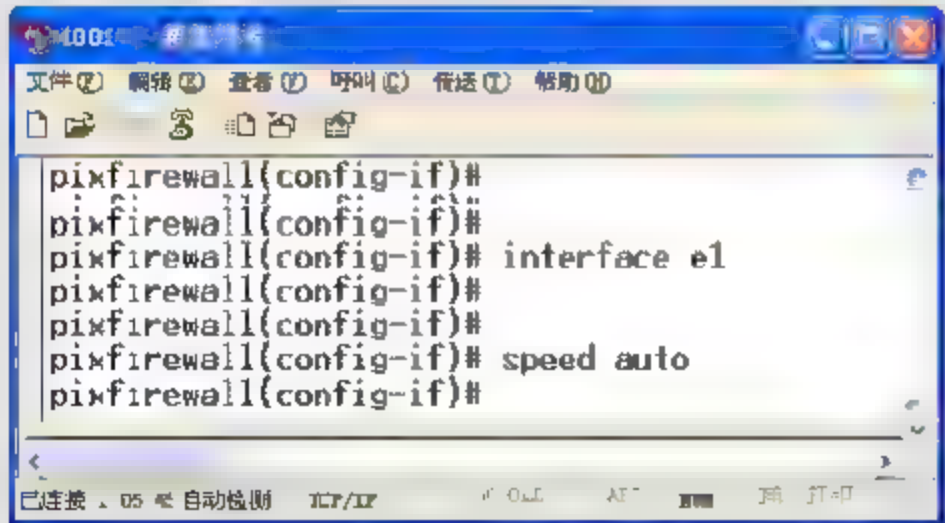 文件(F) 编辑(E) 查看(V) 呼叫(C) 传送(T) 帮助(H)
pixfirewall(config-if)#
pixfirewall(config-if)#
pixfirewall(config-if)# interface e1
pixfirewall(config-if)#
pixfirewall(config-if)#
pixfirewall(config-if)# speed auto
pixfirewall(config-if)#
已连接 自动检测 TCP/IP